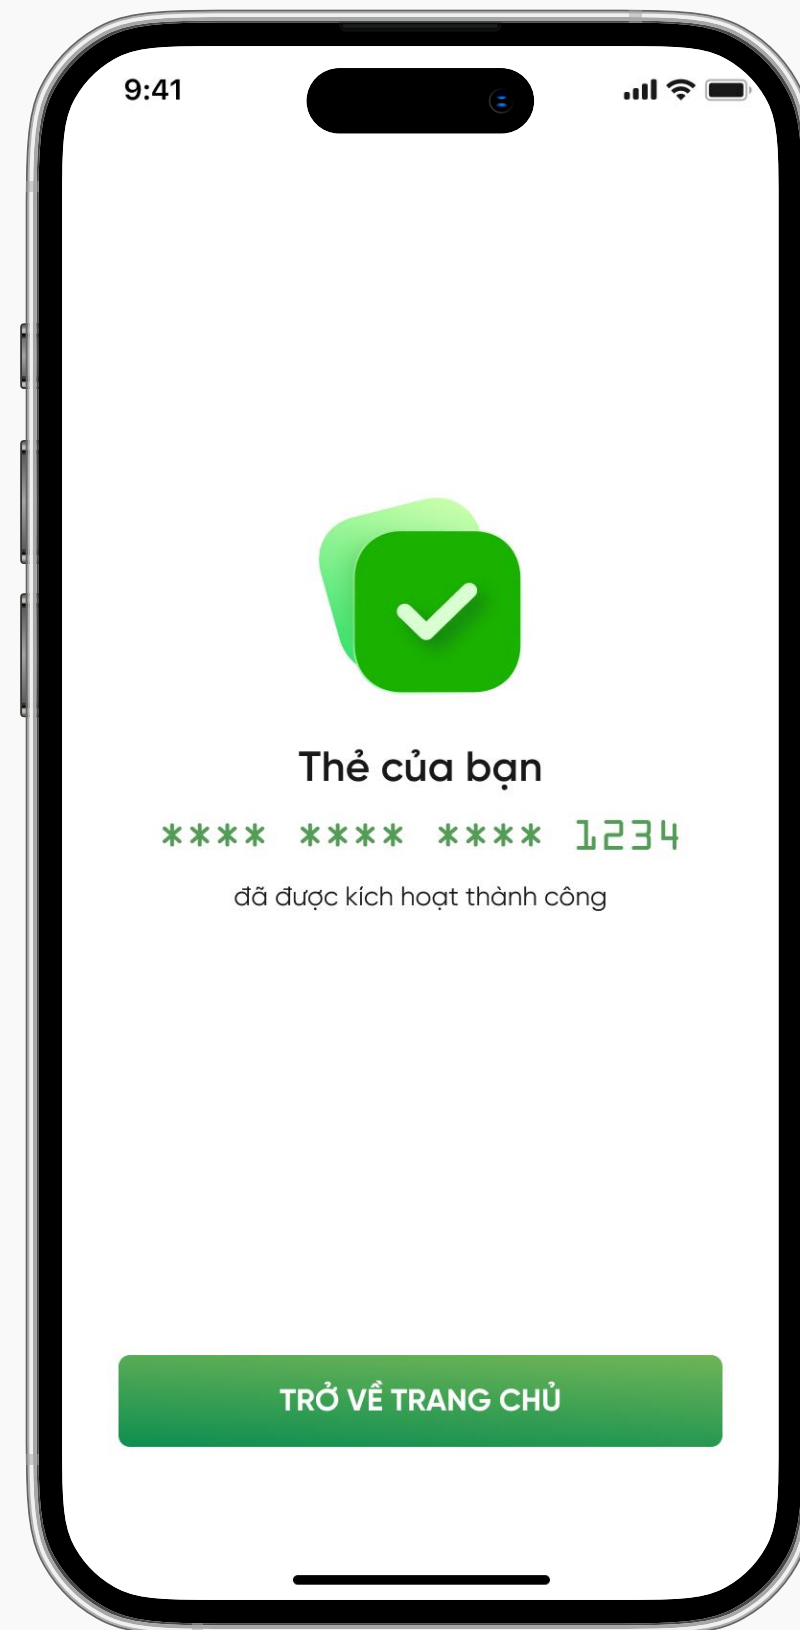 9:41
Thẻ của bạn
**** **** **** 1234
đã được kích hoạt thành công
TRỞ VỀ TRANG CHỦ